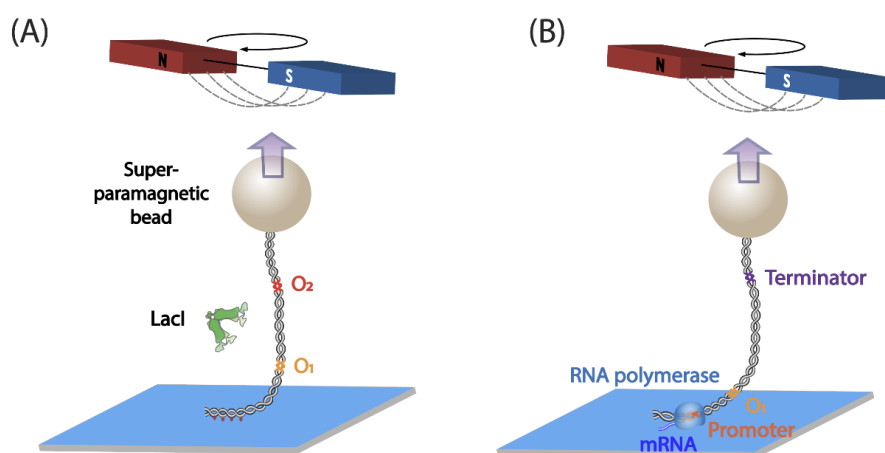 (A)
N
S
Super-
paramagnetic
bead
O₂
LacI
O₁
(B)
N
S
Terminator
RNA polymerase
O₁
Promoter
mRNA